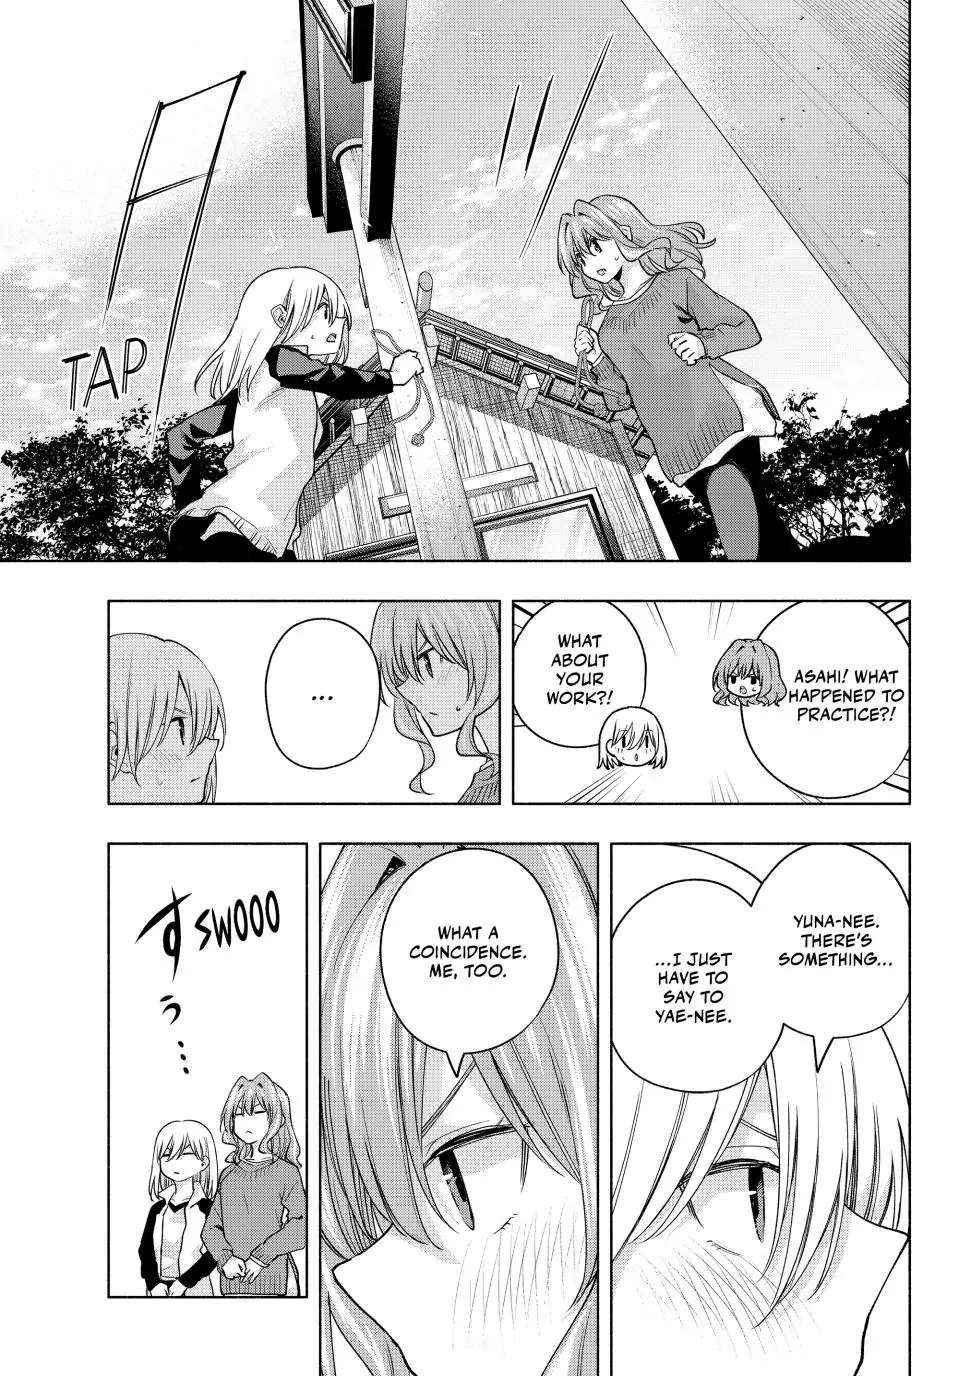 TAP
ASAHI! WHAT
HAPPENED TO
PRACTICE?!
WHAT
ABOUT
YOUR
WORK?!
...
YUNA-NEE.
THERE'S
SOMETHING...
...I JUST
HAVE TO
SAY TO
YAE-NEE.
WHAT A
COINCIDENCE.
ME, TOO.
すぅ…
SWOOO